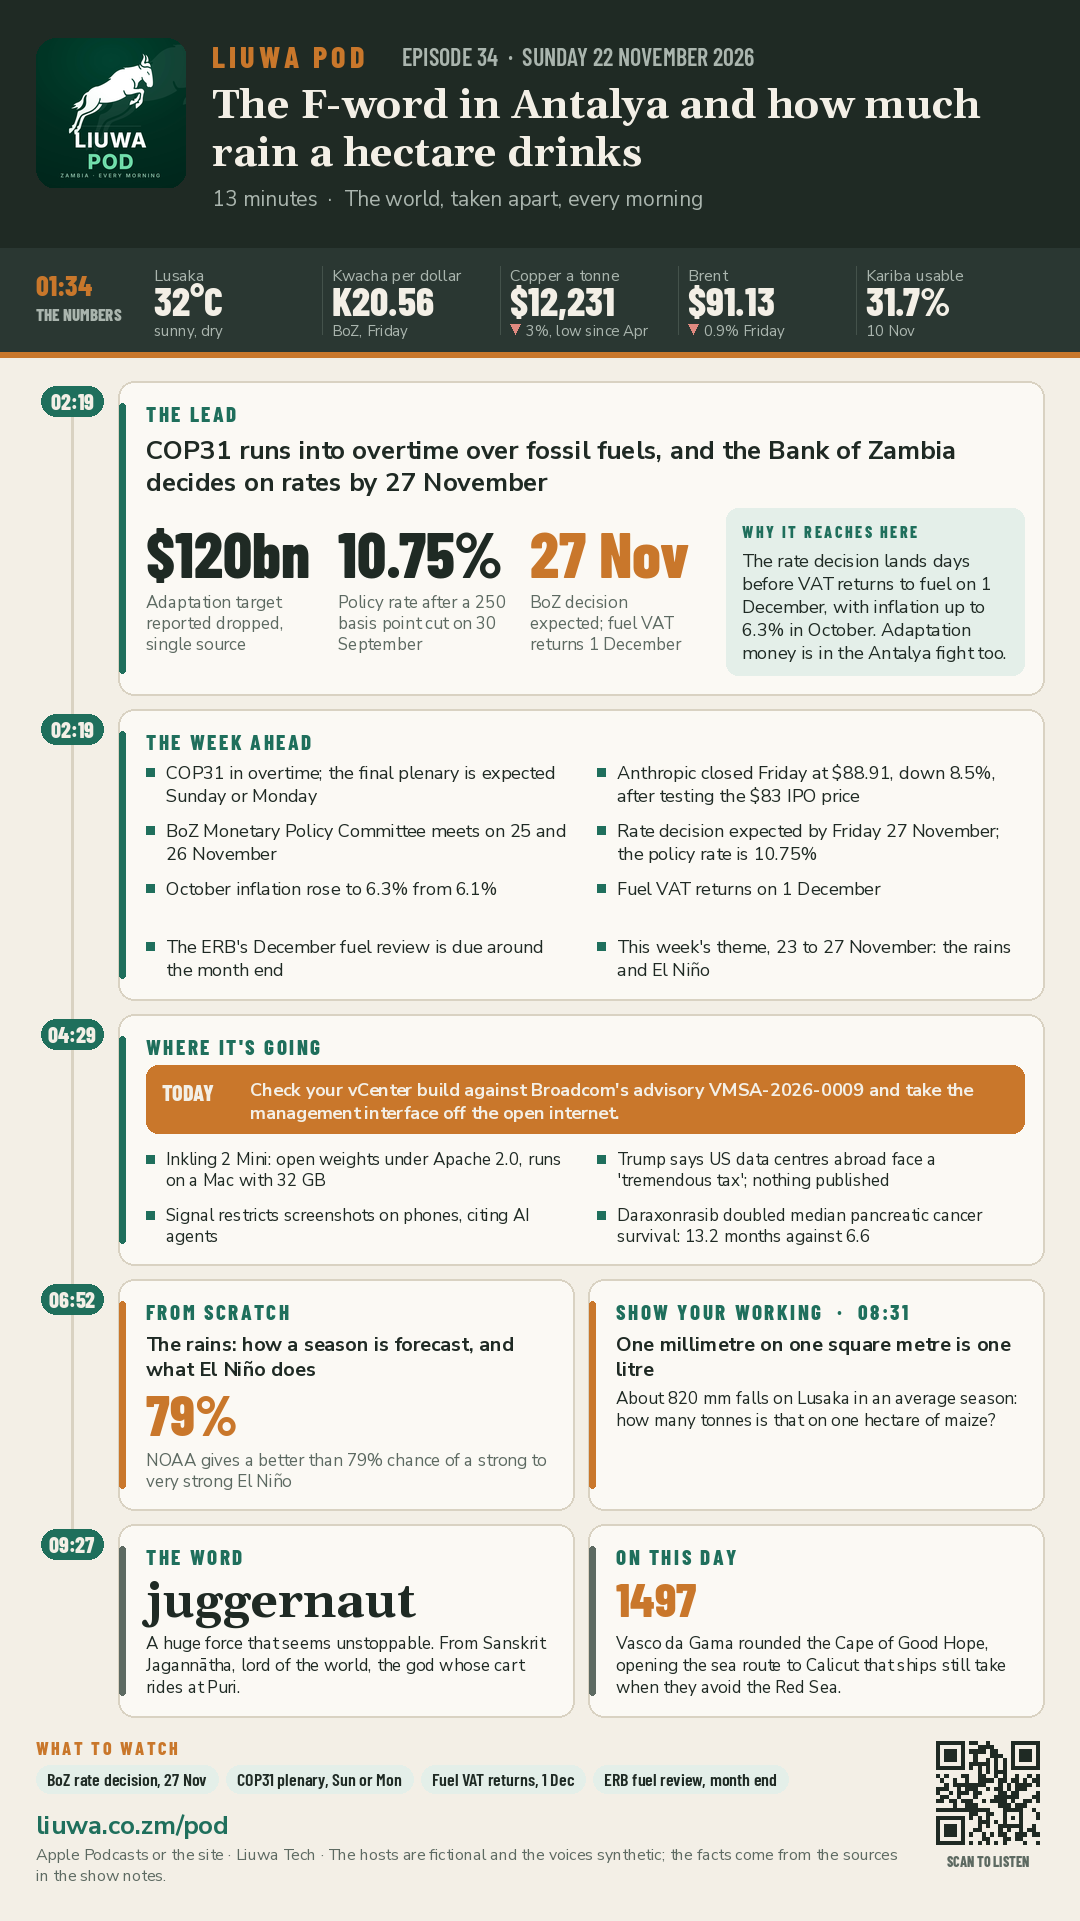 LIUWA
POD
ZAMBIA · EVERY MORNING
LIUWA POD EPISODE 34 · SUNDAY 22 NOVEMBER 2026
The F-word in Antalya and how much
rain a hectare drinks
13 minutes · The world, taken apart, every morning
01:34
THE NUMBERS
Lusaka
32°C
sunny, dry
Kwacha per dollar
K20.56
BoZ, Friday
Copper a tonne
$12,231
▼ 3%, low since Apr
Brent
$91.13
▼ 0.9% Friday
Kariba usable
31.7%
10 Nov
02:19
THE LEAD
COP31 runs into overtime over fossil fuels, and the Bank of Zambia
decides on rates by 27 November
$120bn
Adaptation target
reported dropped,
single source
10.75%
Policy rate after a 250
basis point cut on 30
September
27 Nov
BoZ decision
expected; fuel VAT
returns 1 December
WHY IT REACHES HERE
The rate decision lands days
before VAT returns to fuel on 1
December, with inflation up to
6.3% in October. Adaptation
money is in the Antalya fight too.
02:19
THE WEEK AHEAD
COP31 in overtime; the final plenary is expected
Sunday or Monday
Anthropic closed Friday at $88.91, down 8.5%,
after testing the $83 IPO price
BoZ Monetary Policy Committee meets on 25 and
26 November
Rate decision expected by Friday 27 November;
the policy rate is 10.75%
October inflation rose to 6.3% from 6.1%
Fuel VAT returns on 1 December
The ERB's December fuel review is due around
the month end
This week's theme, 23 to 27 November: the rains
and El Niño
04:29
WHERE IT'S GOING
TODAY
Check your vCenter build against Broadcom's advisory VMSA-2026-0009 and take the
management interface off the open internet.
Inkling 2 Mini: open weights under Apache 2.0, runs
on a Mac with 32 GB
Trump says US data centres abroad face a
'tremendous tax'; nothing published
Signal restricts screenshots on phones, citing AI
agents
Daraxonrasib doubled median pancreatic cancer
survival: 13.2 months against 6.6
06:52
FROM SCRATCH
The rains: how a season is forecast, and
what El Niño does
79%
NOAA gives a better than 79% chance of a strong to
very strong El Niño
SHOW YOUR WORKING · 08:31
One millimetre on one square metre is one
litre
About 820 mm falls on Lusaka in an average season:
how many tonnes is that on one hectare of maize?
09:27
THE WORD
juggernaut
A huge force that seems unstoppable. From Sanskrit
Jagannātha, lord of the world, the god whose cart
rides at Puri.
ON THIS DAY
1497
Vasco da Gama rounded the Cape of Good Hope,
opening the sea route to Calicut that ships still take
when they avoid the Red Sea.
WHAT TO WATCH
BoZ rate decision, 27 Nov
COP31 plenary, Sun or Mon
Fuel VAT returns, 1 Dec
ERB fuel review, month end
liuwa.co.zm/pod
Apple Podcasts or the site · Liuwa Tech · The hosts are fictional and the voices synthetic; the facts come from the sources
in the show notes.
SCAN TO LISTEN